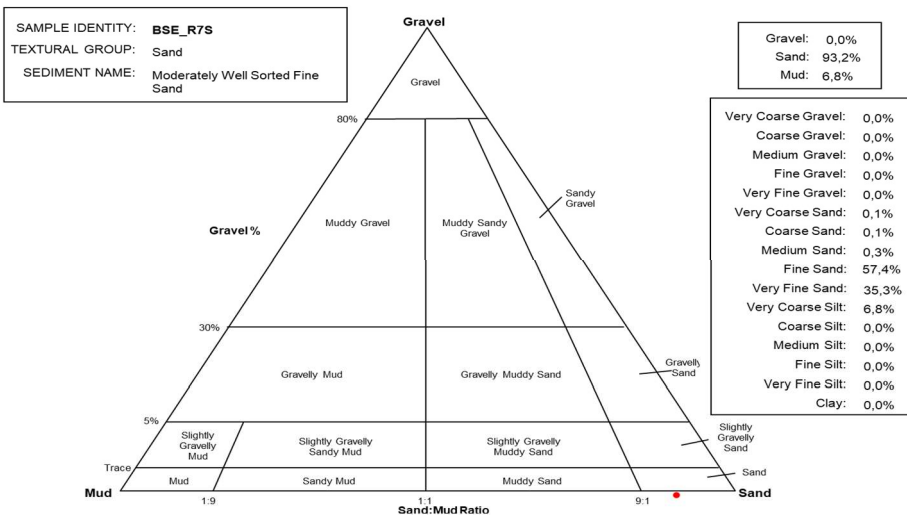 SAMPLE IDENTITY: BSE_R7S
TEXTURAL GROUP: Sand
SEDIMENT NAME: Moderately Well Sorted Fine
Sand
Gravel
Gravel: 0,0%
Sand: 93,2%
Mud: 6,8%
Very Coarse Gravel: 0,0%
Coarse Gravel: 0,0%
Medium Gravel: 0,0%
Fine Gravel: 0,0%
Very Fine Gravel: 0,0%
Very Coarse Sand: 0,1%
Coarse Sand: 0,1%
Medium Sand: 0,3%
Fine Sand: 57,4%
Very Fine Sand: 35,3%
Very Coarse Silt: 6,8%
Coarse Silt: 0,0%
Medium Silt: 0,0%
Fine Silt: 0,0%
Very Fine Silt: 0,0%
Clay: 0,0%
Gravel
80%
Sandy
Gravel
Muddy Gravel
Muddy Sandy
Gravel
Gravel %
30%
Gravelly Mud
Gravelly Muddy Sand
Gravelly
Sand
5%
Slightly
Gravelly
Mud
Slightly Gravelly
Sandy Mud
Slightly Gravelly
Muddy Sand
Slightly
Gravelly
Sand
Trace
Mud
Sandy Mud
Muddy Sand
Sand
Mud
Sand
1:9
1:1
9:1
Sand:Mud Ratio